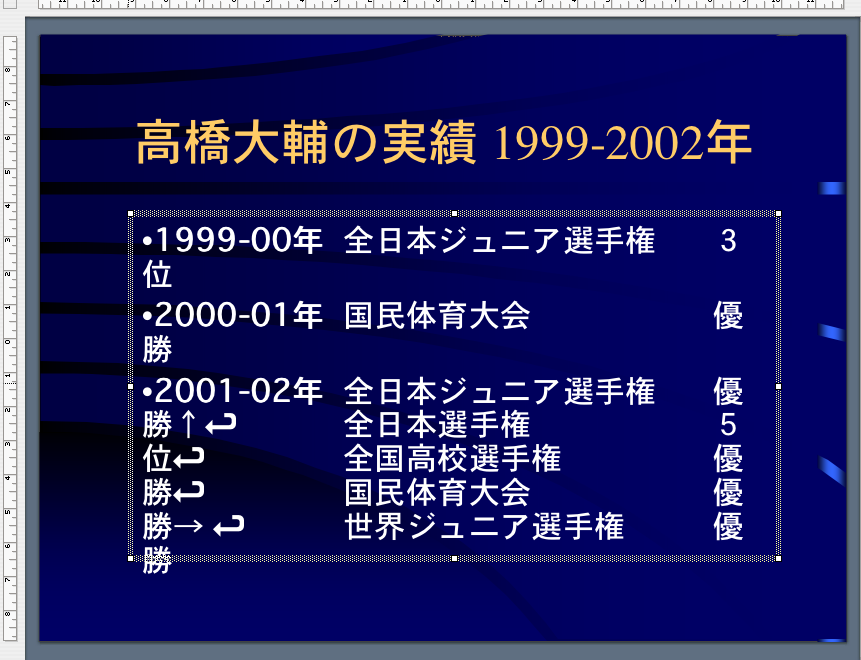 高橋大輔の実績 1999-2002年
•1999-00年 全日本ジュニア選手権 3
位
•2000-01年 国民体育大会 優
勝
•2001-02年 全日本ジュニア選手権 優
勝↑↩ 全日本選手権 5
位↩ 全国高校選手権 優
勝↩ 国民体育大会 優
勝→↩ 世界ジュニア選手権 優
勝